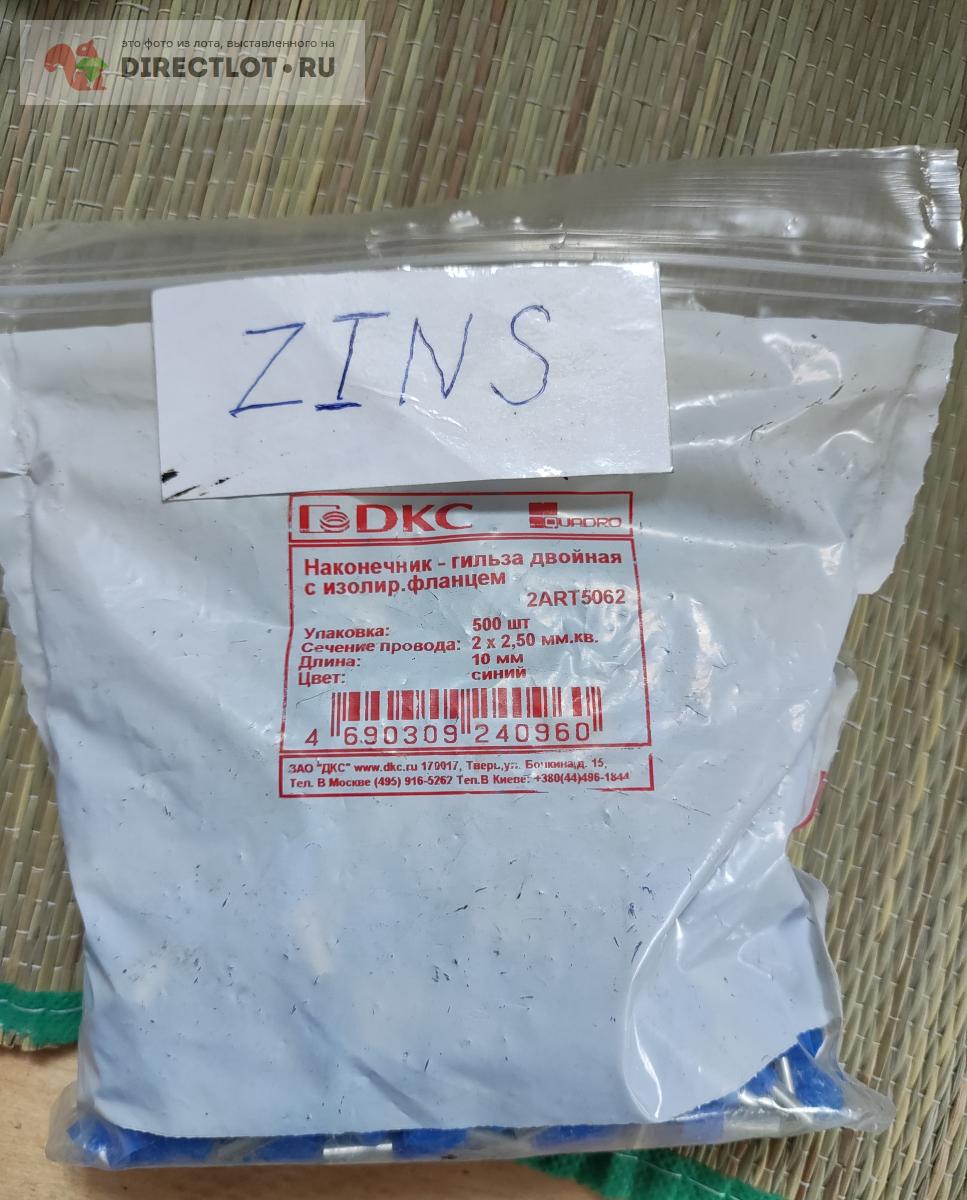 это фото из лота, выставленного на
DIRECTLOT.RU
ZINS
DKC QUADRO
Наконечник - гильза двойная
с изолир.фланцем
2ART5062
Упаковка: 500 шт
Сечение провода: 2 x 2,50 мм.кв.
Длина: 10 мм
Цвет: синий
4 690309 240960
ЗАО "ДКС" www.dkc.ru 170017, Тверь,ул. Бочкина,д. 15,
Тел. В Москве (495) 916-5262 Тел.В Киеве: +380(44)496-1844